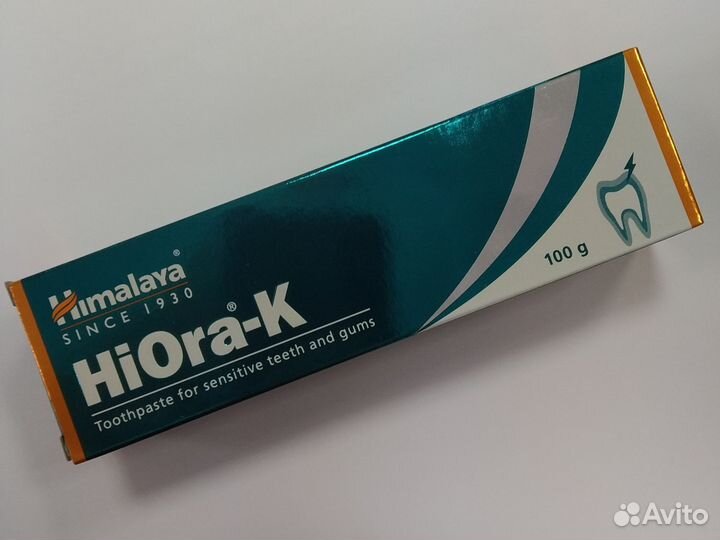 Himalaya®
SINCE 1930
HiOra®-K
Toothpaste for sensitive teeth and gums
100 g
Avito